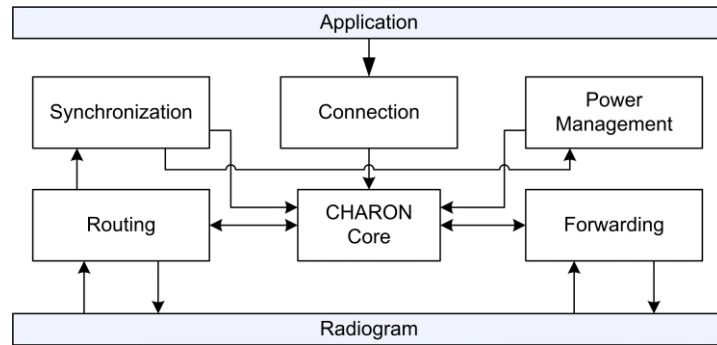 Application
Synchronization
Connection
Power
Management
Routing
CHARON
Core
Forwarding
Radiogram